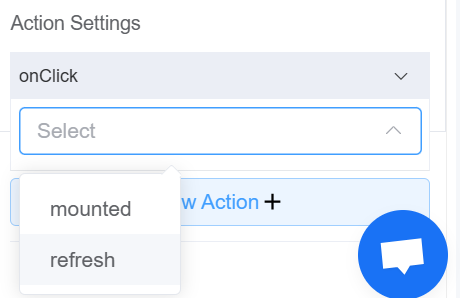 Action Settings
onClick
Select
w Action +
mounted
refresh